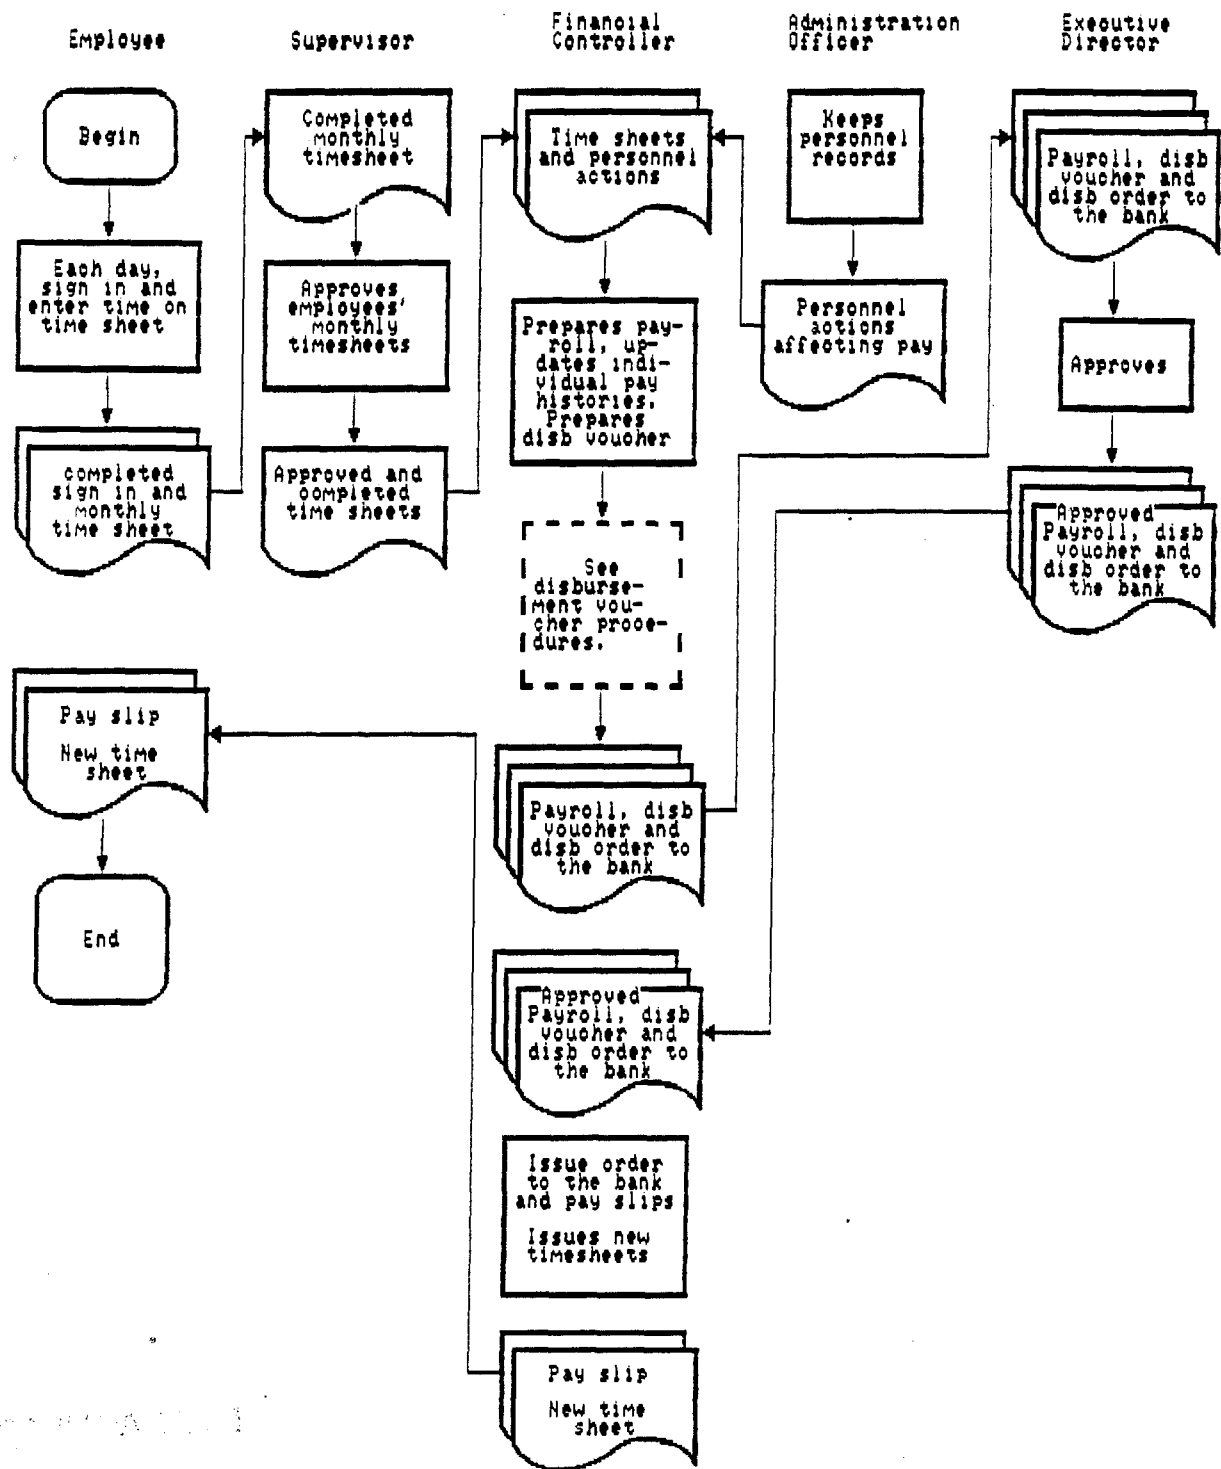 Employee
Supervisor
Financial
Controller
Administration
Officer
Executive
Director
Begin
Each day,
sign in and
enter time on
time sheet
completed
sign in and
monthly
time sheet
Pay slip
New time
sheet
End
Completed
monthly
timesheet
Approves
employees'
monthly
timesheets
Approved and
completed
time sheets
Time sheets
and personnel
actions
Prepares pay-
roll, up-
dates indi-
vidual pay
histories.
Prepares
disb voucher
See
disburse-
ment vou-
cher proce-
dures.
Payroll, disb
voucher and
disb order to
the bank
Approved
Payroll, disb
voucher and
disb order to
the bank
Issue order
to the bank
and pay slips
Issues new
timesheets
Pay slip
New time
sheet
Keeps
personnel
records
Personnel
actions
affecting pay
Payroll, disb
voucher and
disb order to
the bank
Approves
Approved
Payroll, disb
voucher and
disb order to
the bank